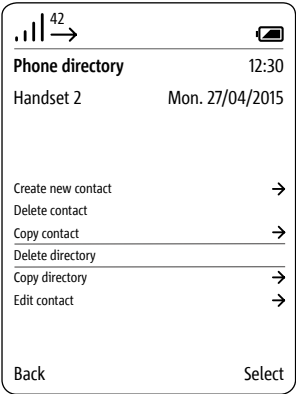 42
Phone directory 12:30
Handset 2 Mon. 27/04/2015
Create new contact
Delete contact
Copy contact
Delete directory
Copy directory
Edit contact
Back Select